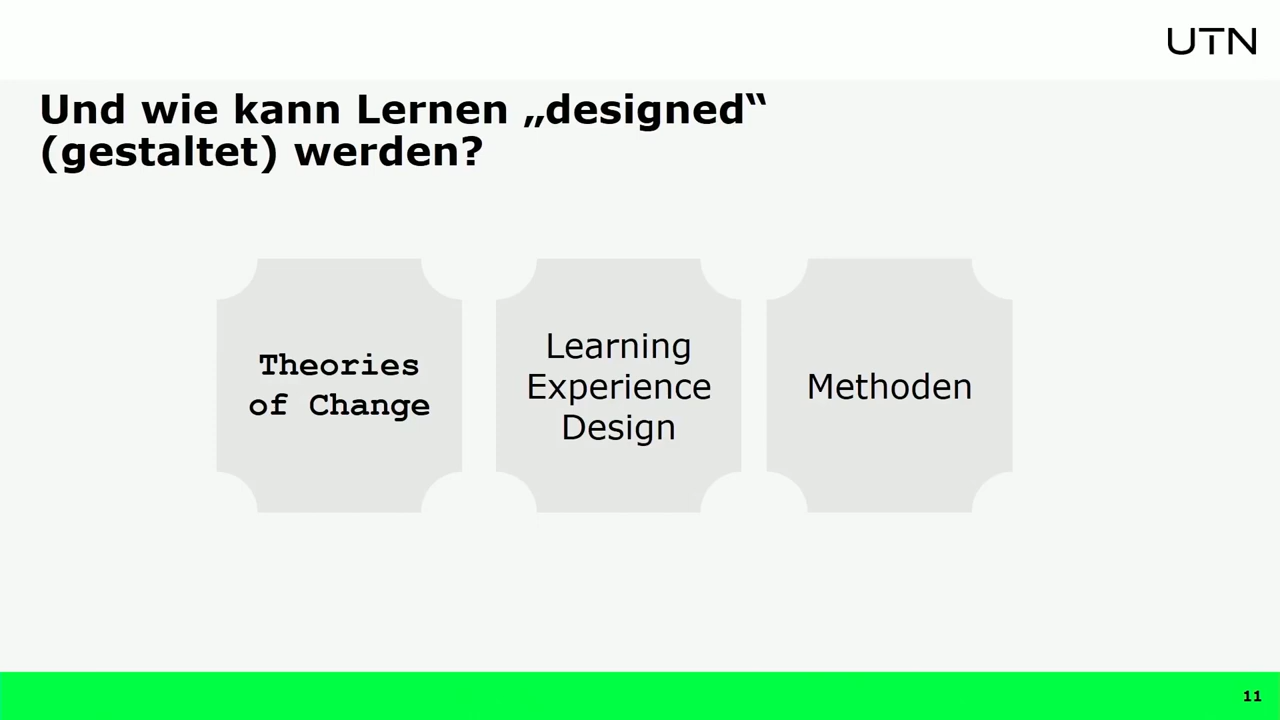 UTN
Und wie kann Lernen „designed“
(gestaltet) werden?
Theories
of Change
Learning
Experience
Design
Methoden
11